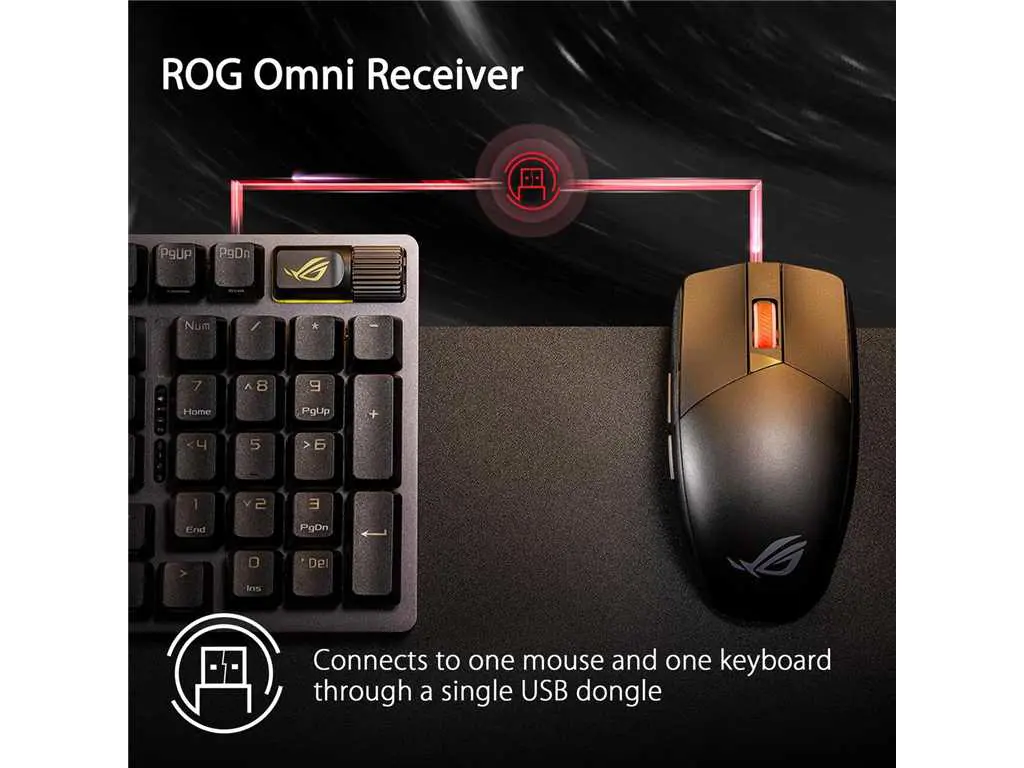 ROG Omni Receiver
PgUp PgDn
Num / * -
7 ^8 9 +
Home PgUp
<4 5 >6
1 ˅2 3
End PgDn
> 0 · Del
Ins
Connects to one mouse and one keyboard
through a single USB dongle